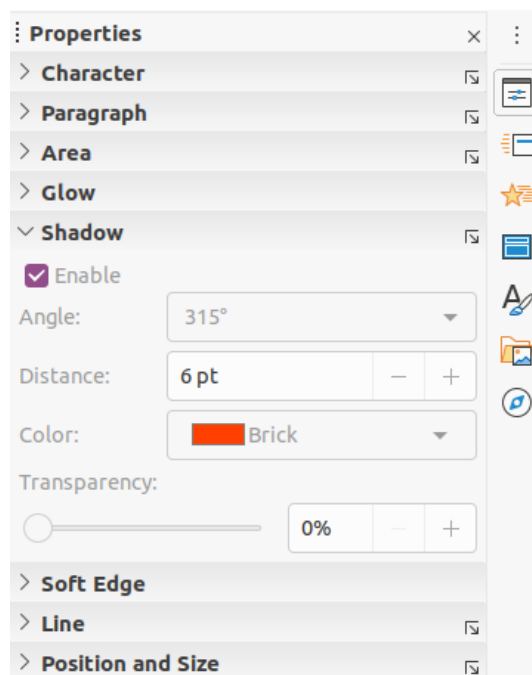 Properties
Character
Paragraph
Area
Glow
Shadow
Enable
Angle: 315°
Distance: 6 pt
Color: Brick
Transparency:
0%
Soft Edge
Line
Position and Size